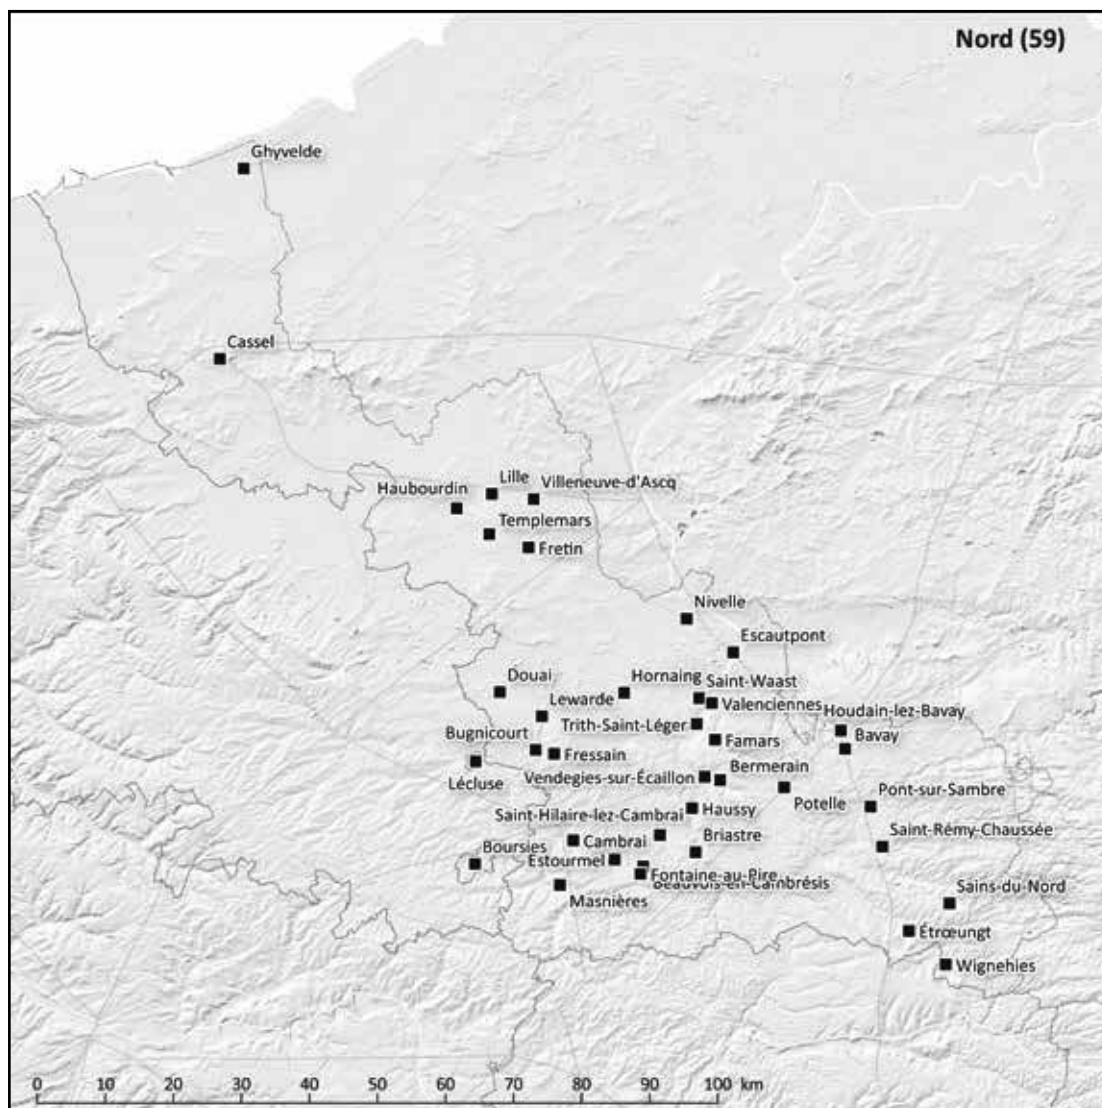 Nord (59)
Ghyvelde
Cassel
Lille
Villeneuve-d'Ascq
Haubourdin
Templemars
Fretin
Nivelle
Escautpont
Douai
Hornaing
Saint-Waast
Lewarde
Valenciennes
Houdain-lez-Bavay
Trith-Saint-Léger
Bugnicourt
Famars
Bavay
Fressain
Lécluse
Vendegies-sur-Écaillon
Bermerain
Potelle
Pont-sur-Sambre
Saint-Hilaire-lez-Cambrai
Haussy
Saint-Rémy-Chaussée
Cambrai
Briastre
Boursies
Estourmel
Fontaine-au-Pire
Beauvois-en-Cambrésis
Masnières
Sains-du-Nord
Étrœungt
Wignehies
0 10 20 30 40 50 60 70 80 90 100 km